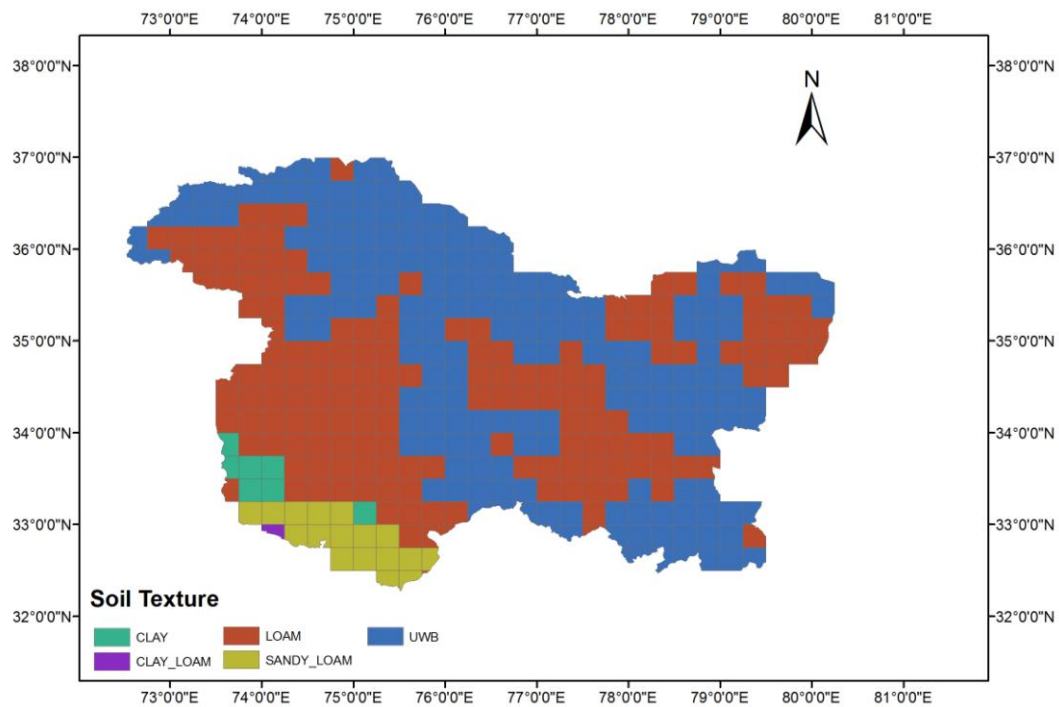 73°0'0"E 74°0'0"E 75°0'0"E 76°0'0"E 77°0'0"E 78°0'0"E 79°0'0"E 80°0'0"E 81°0'0"E
38°0'0"N 38°0'0"N
N
37°0'0"N 37°0'0"N
36°0'0"N 36°0'0"N
35°0'0"N 35°0'0"N
34°0'0"N 34°0'0"N
33°0'0"N 33°0'0"N
Soil Texture
32°0'0"N 32°0'0"N
CLAY LOAM UWB
CLAY_LOAM SANDY_LOAM
73°0'0"E 74°0'0"E 75°0'0"E 76°0'0"E 77°0'0"E 78°0'0"E 79°0'0"E 80°0'0"E 81°0'0"E